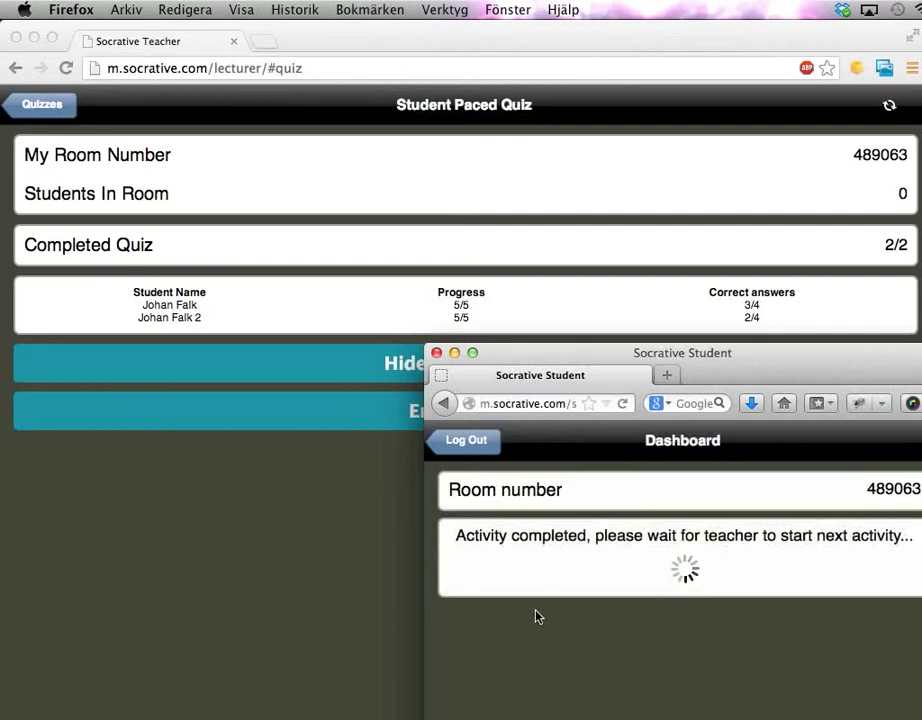 Firefox Arkiv Redigera Visa Historik Bokmärken Verktyg Fönster Hjälp
Socrative Teacher
m.socrative.com/lecturer/#quiz
ABP
Quizzes
Student Paced Quiz
My Room Number 489063
Students In Room 0
Completed Quiz 2/2
Student Name Progress Correct answers
Johan Falk 5/5 3/4
Johan Falk 2 5/5 2/4
Hide
Socrative Student
Socrative Student
m.socrative.com/s
Google
Log Out
Dashboard
Room number 489063
Activity completed, please wait for teacher to start next activity...